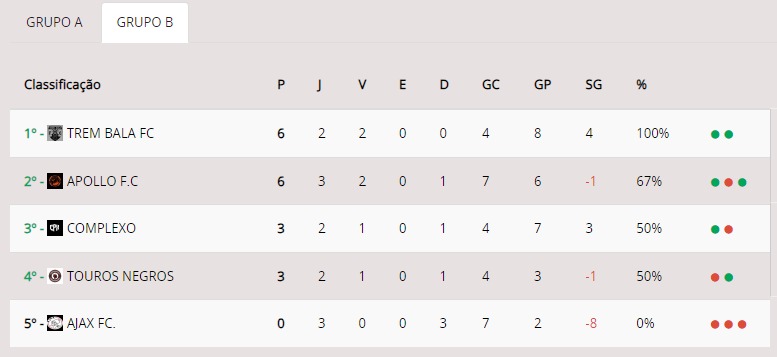 GRUPO A GRUPO B
Classificação P J V E D GC GP SG %
1º - TREM BALA FC 6 2 2 0 0 4 8 4 100%
2º - APOLLO F.C 6 3 2 0 1 7 6 -1 67%
3º - COMPLEXO 3 2 1 0 1 4 7 3 50%
4º - TOUROS NEGROS 3 2 1 0 1 4 3 -1 50%
5º - AJAX FC. 0 3 0 0 3 7 2 -8 0%